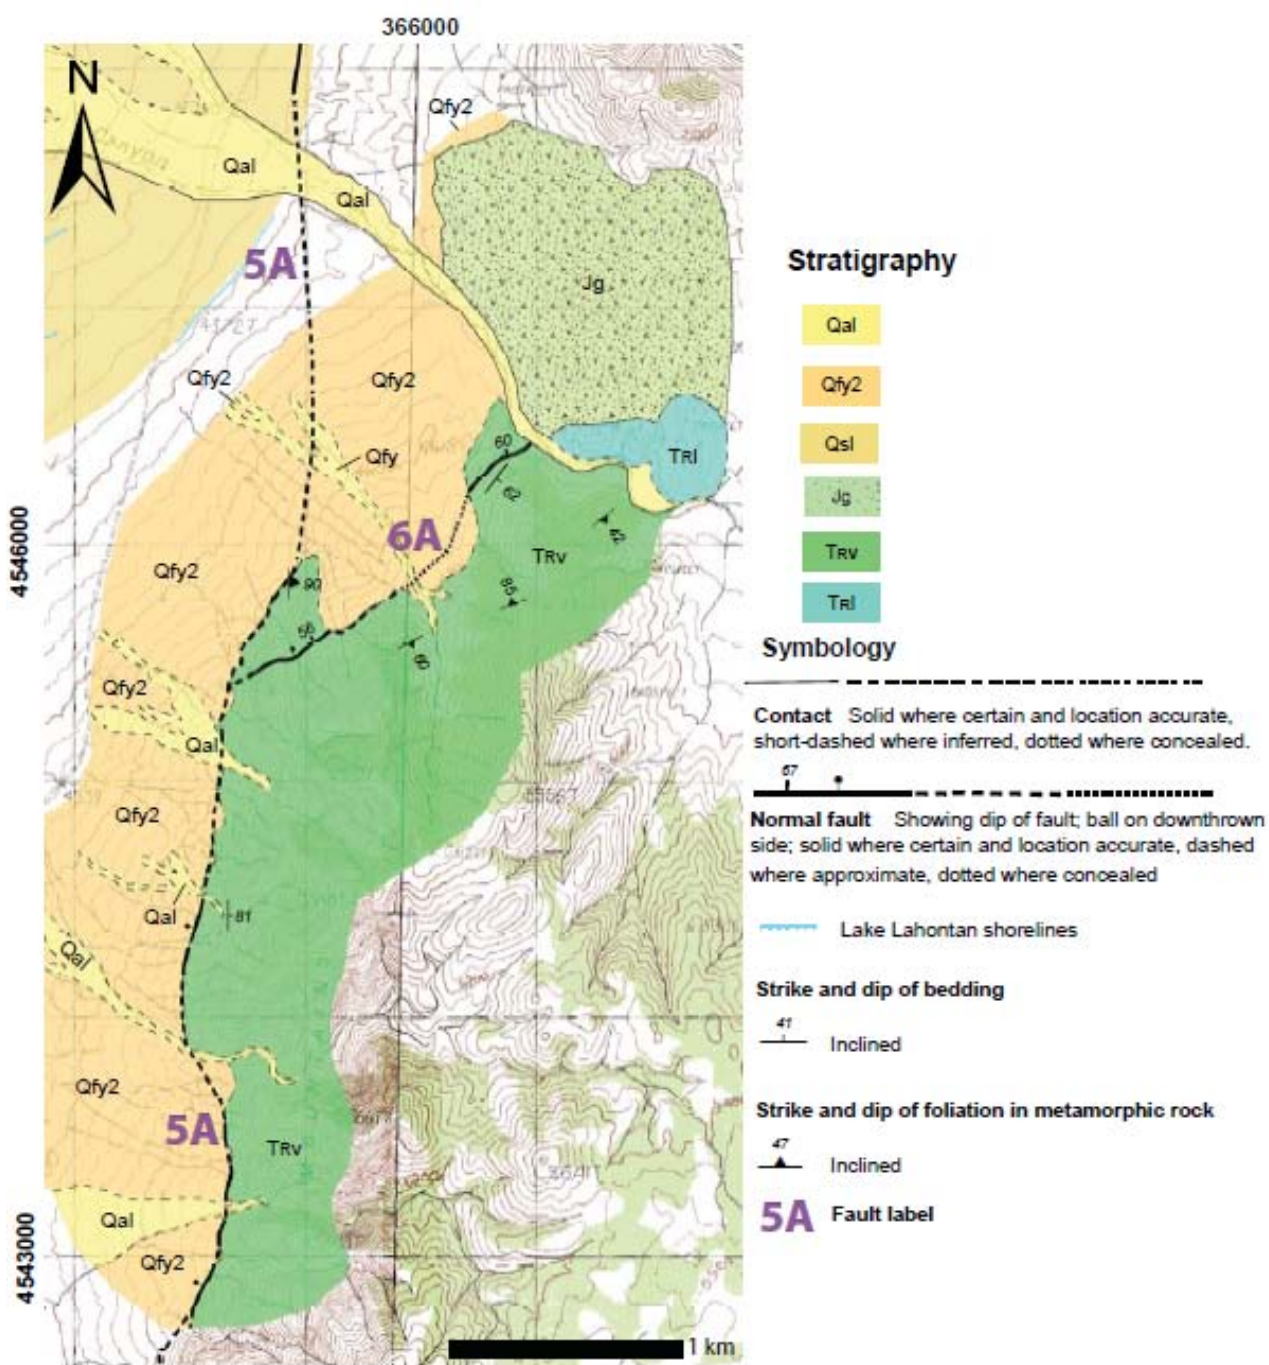 366000
N
Qfy2
Qal
Qal
5A
Jg
Qfy2
Qfy2
60
Qfy
TRl
62
6A
42
TRv
4546000
Qfy2
90
85
56
60
Qfy2
Qal
Qfy2
Qal
81
Qal
Qfy2
5A
TRv
Qal
4543000
Qfy2
1 km
Stratigraphy
Qal
Qfy2
Qsl
Jg
TRv
TRl
Symbology
Contact Solid where certain and location accurate,
short-dashed where inferred, dotted where concealed.
67
Normal fault Showing dip of fault; ball on downthrown
side; solid where certain and location accurate, dashed
where approximate, dotted where concealed
Lake Lahontan shorelines
Strike and dip of bedding
41
Inclined
Strike and dip of foliation in metamorphic rock
47
Inclined
5A Fault label